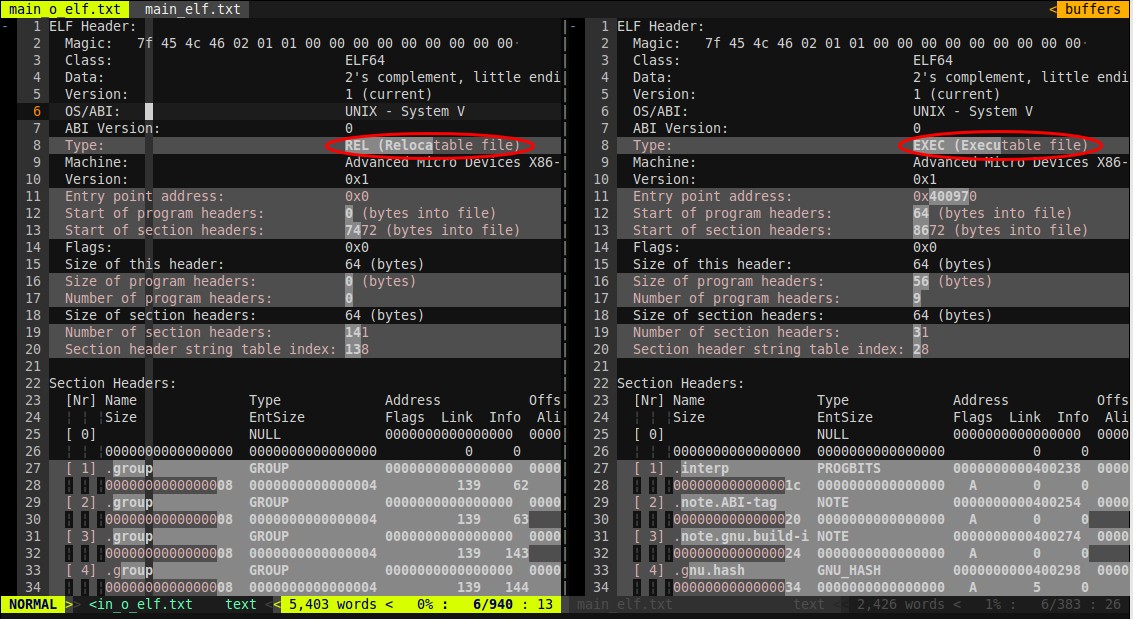 main_o_elf.txt main_elf.txt < buffers
- 1 ELF Header:
2 Magic: 7f 45 4c 46 02 01 01 00 00 00 00 00 00 00 00 00
3 Class: ELF64
4 Data: 2's complement, little endi
5 Version: 1 (current)
6 OS/ABI: UNIX - System V
7 ABI Version: 0
8 Type: REL (Relocatable file)
9 Machine: Advanced Micro Devices X86-
10 Version: 0x1
11 Entry point address: 0x0
12 Start of program headers: 0 (bytes into file)
13 Start of section headers: 7472 (bytes into file)
14 Flags: 0x0
15 Size of this header: 64 (bytes)
16 Size of program headers: 0 (bytes)
17 Number of program headers: 0
18 Size of section headers: 64 (bytes)
19 Number of section headers: 141
20 Section header string table index: 138
21
22 Section Headers:
23 [Nr] Name Type Address Offs
24 Size EntSize Flags Link Info Ali
25 [ 0] NULL 0000000000000000 0000
26 0000000000000000 0000000000000000 0 0
27 [ 1] .group GROUP 0000000000000000 0000
28 0000000000000008 0000000000000004 139 62
29 [ 2] .group GROUP 0000000000000000 0000
30 0000000000000008 0000000000000004 139 63
31 [ 3] .group GROUP 0000000000000000 0000
32 0000000000000008 0000000000000004 139 143
33 [ 4] .group GROUP 0000000000000000 0000
34 0000000000000008 0000000000000004 139 144
- 1 ELF Header:
2 Magic: 7f 45 4c 46 02 01 01 00 00 00 00 00 00 00 00 00
3 Class: ELF64
4 Data: 2's complement, little endi
5 Version: 1 (current)
6 OS/ABI: UNIX - System V
7 ABI Version: 0
8 Type: EXEC (Executable file)
9 Machine: Advanced Micro Devices X86-
10 Version: 0x1
11 Entry point address: 0x400970
12 Start of program headers: 64 (bytes into file)
13 Start of section headers: 8672 (bytes into file)
14 Flags: 0x0
15 Size of this header: 64 (bytes)
16 Size of program headers: 56 (bytes)
17 Number of program headers: 9
18 Size of section headers: 64 (bytes)
19 Number of section headers: 31
20 Section header string table index: 28
21
22 Section Headers:
23 [Nr] Name Type Address Offs
24 Size EntSize Flags Link Info Ali
25 [ 0] NULL 0000000000000000 0000
26 0000000000000000 0000000000000000 0 0
27 [ 1] .interp PROGBITS 0000000000400238 0000
28 000000000000001c 0000000000000000 A 0 0
29 [ 2] .note.ABI-tag NOTE 0000000000400254 0000
30 0000000000000020 0000000000000000 A 0 0
31 [ 3] .note.gnu.build-i NOTE 0000000000400274 0000
32 0000000000000024 0000000000000000 A 0 0
33 [ 4] .gnu.hash GNU_HASH 0000000000400298 0000
34 0000000000000034 0000000000000000 A 5 0
NORMAL >> <in_o_elf.txt text << 5,403 words < 0% : 6/940 : 13
main_elf.txt text < 2,426 words < 1% : 6/383 : 26